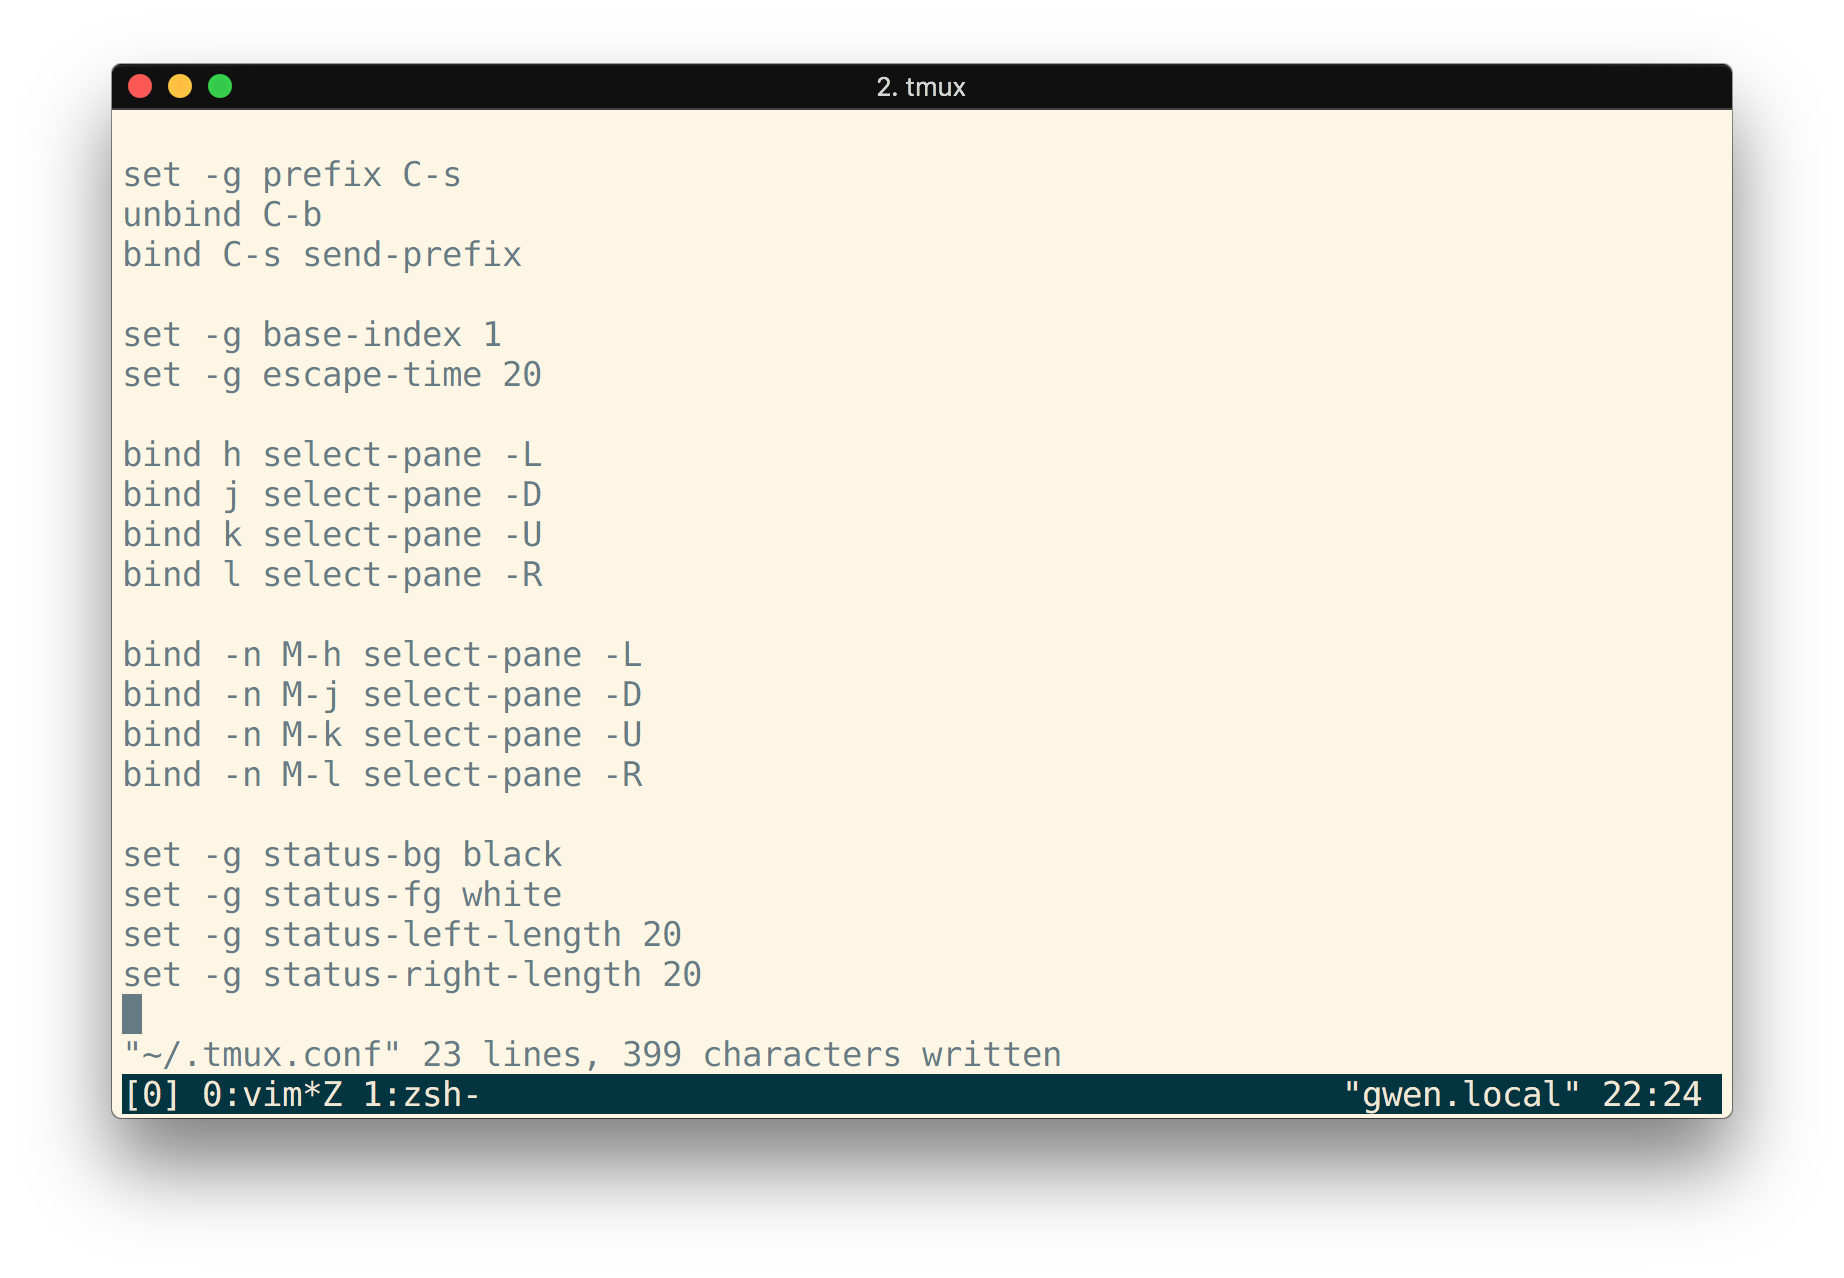 2. tmux
set -g prefix C-s
unbind C-b
bind C-s send-prefix
set -g base-index 1
set -g escape-time 20
bind h select-pane -L
bind j select-pane -D
bind k select-pane -U
bind l select-pane -R
bind -n M-h select-pane -L
bind -n M-j select-pane -D
bind -n M-k select-pane -U
bind -n M-l select-pane -R
set -g status-bg black
set -g status-fg white
set -g status-left-length 20
set -g status-right-length 20
"~/.tmux.conf" 23 lines, 399 characters written
[0] 0:vim*Z 1:zsh- "gwen.local" 22:24